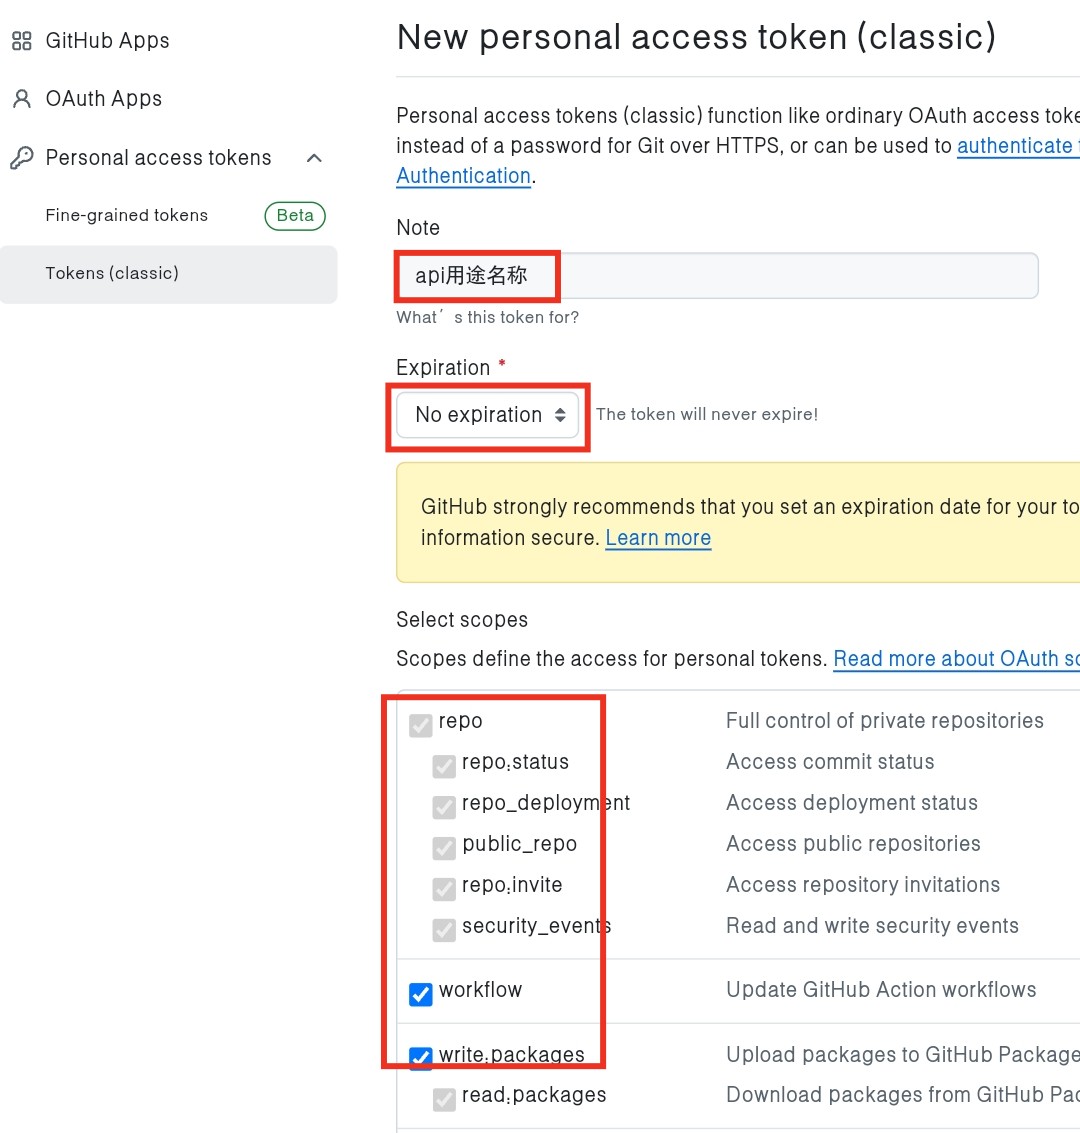 GitHub Apps
OAuth Apps
Personal access tokens
Fine-grained tokens Beta
Tokens (classic)
New personal access token (classic)
Personal access tokens (classic) function like ordinary OAuth access
instead of a password for Git over HTTPS, or can be used to authenticate
Authentication.
Note
api用途名称
What's this token for?
Expiration *
No expiration The token will never expire!
GitHub strongly recommends that you set an expiration date for your
information secure. Learn more
Select scopes
Scopes define the access for personal tokens. Read more about OAuth
repo Full control of private repositories
repo:status Access commit status
repo_deployment Access deployment status
public_repo Access public repositories
repo:invite Access repository invitations
security_events Read and write security events
workflow Update GitHub Action workflows
write:packages Upload packages to GitHub Package
read:packages Download packages from GitHub